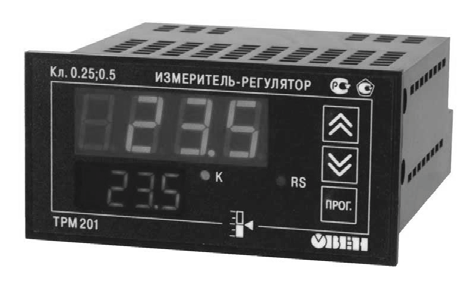 Кл. 0.25;0.5 ИЗМЕРИТЕЛЬ-РЕГУЛЯТОР
23.5
23.5
К
RS
ПРОГ.
ТРМ 201
ОВЕН